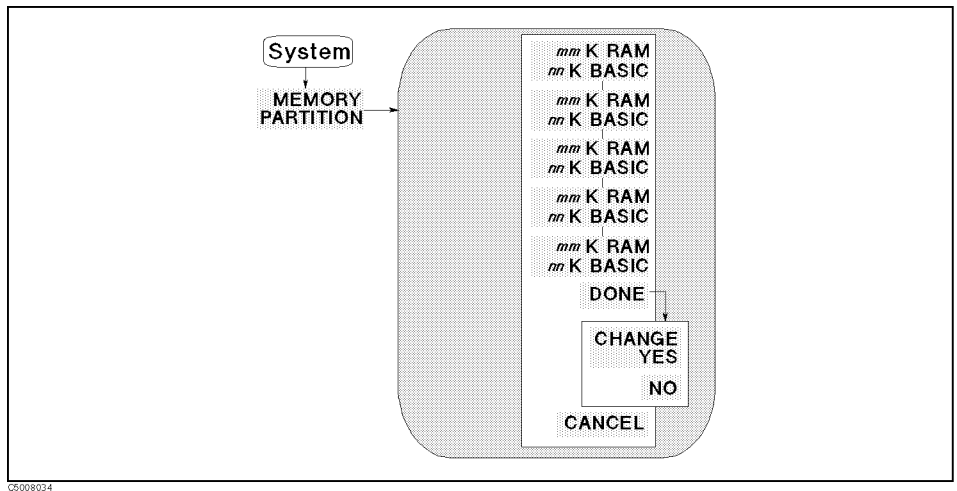 System
MEMORY
PARTITION
mm K RAM
nn K BASIC
mm K RAM
nn K BASIC
mm K RAM
nn K BASIC
mm K RAM
nn K BASIC
mm K RAM
nn K BASIC
DONE
CHANGE
YES
NO
CANCEL
C5008034